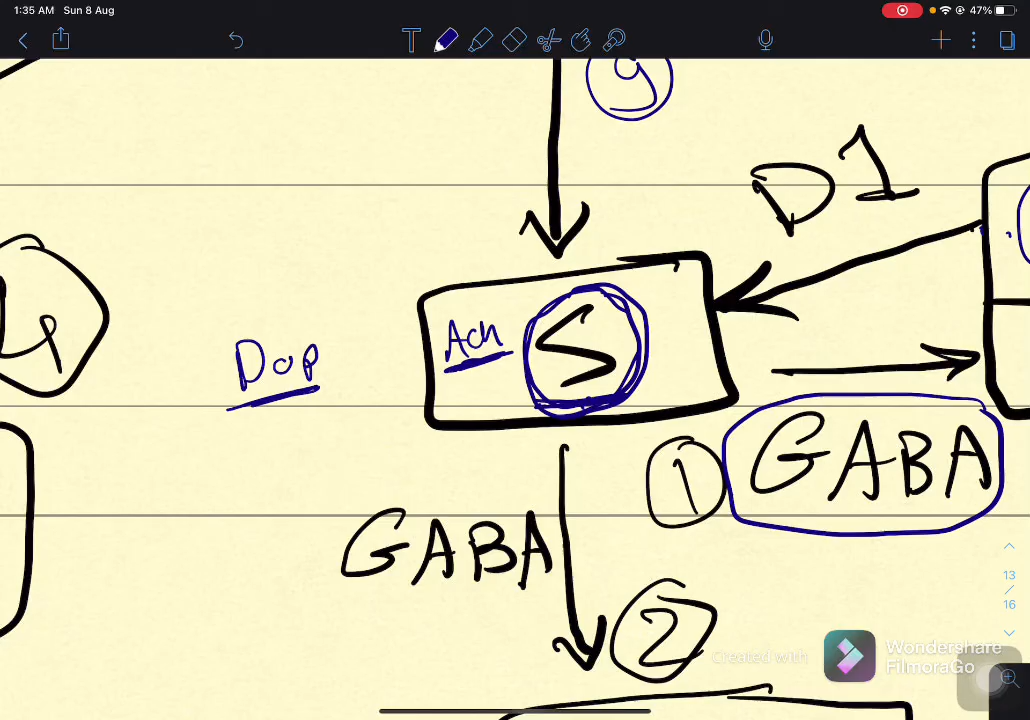 1:35 AM Sun 8 Aug
47%
T
g
D1
4
Dop
Ach
S
1
GABA
GABA
2
13
/
16
Created with
Wondershare
FilmoraGo